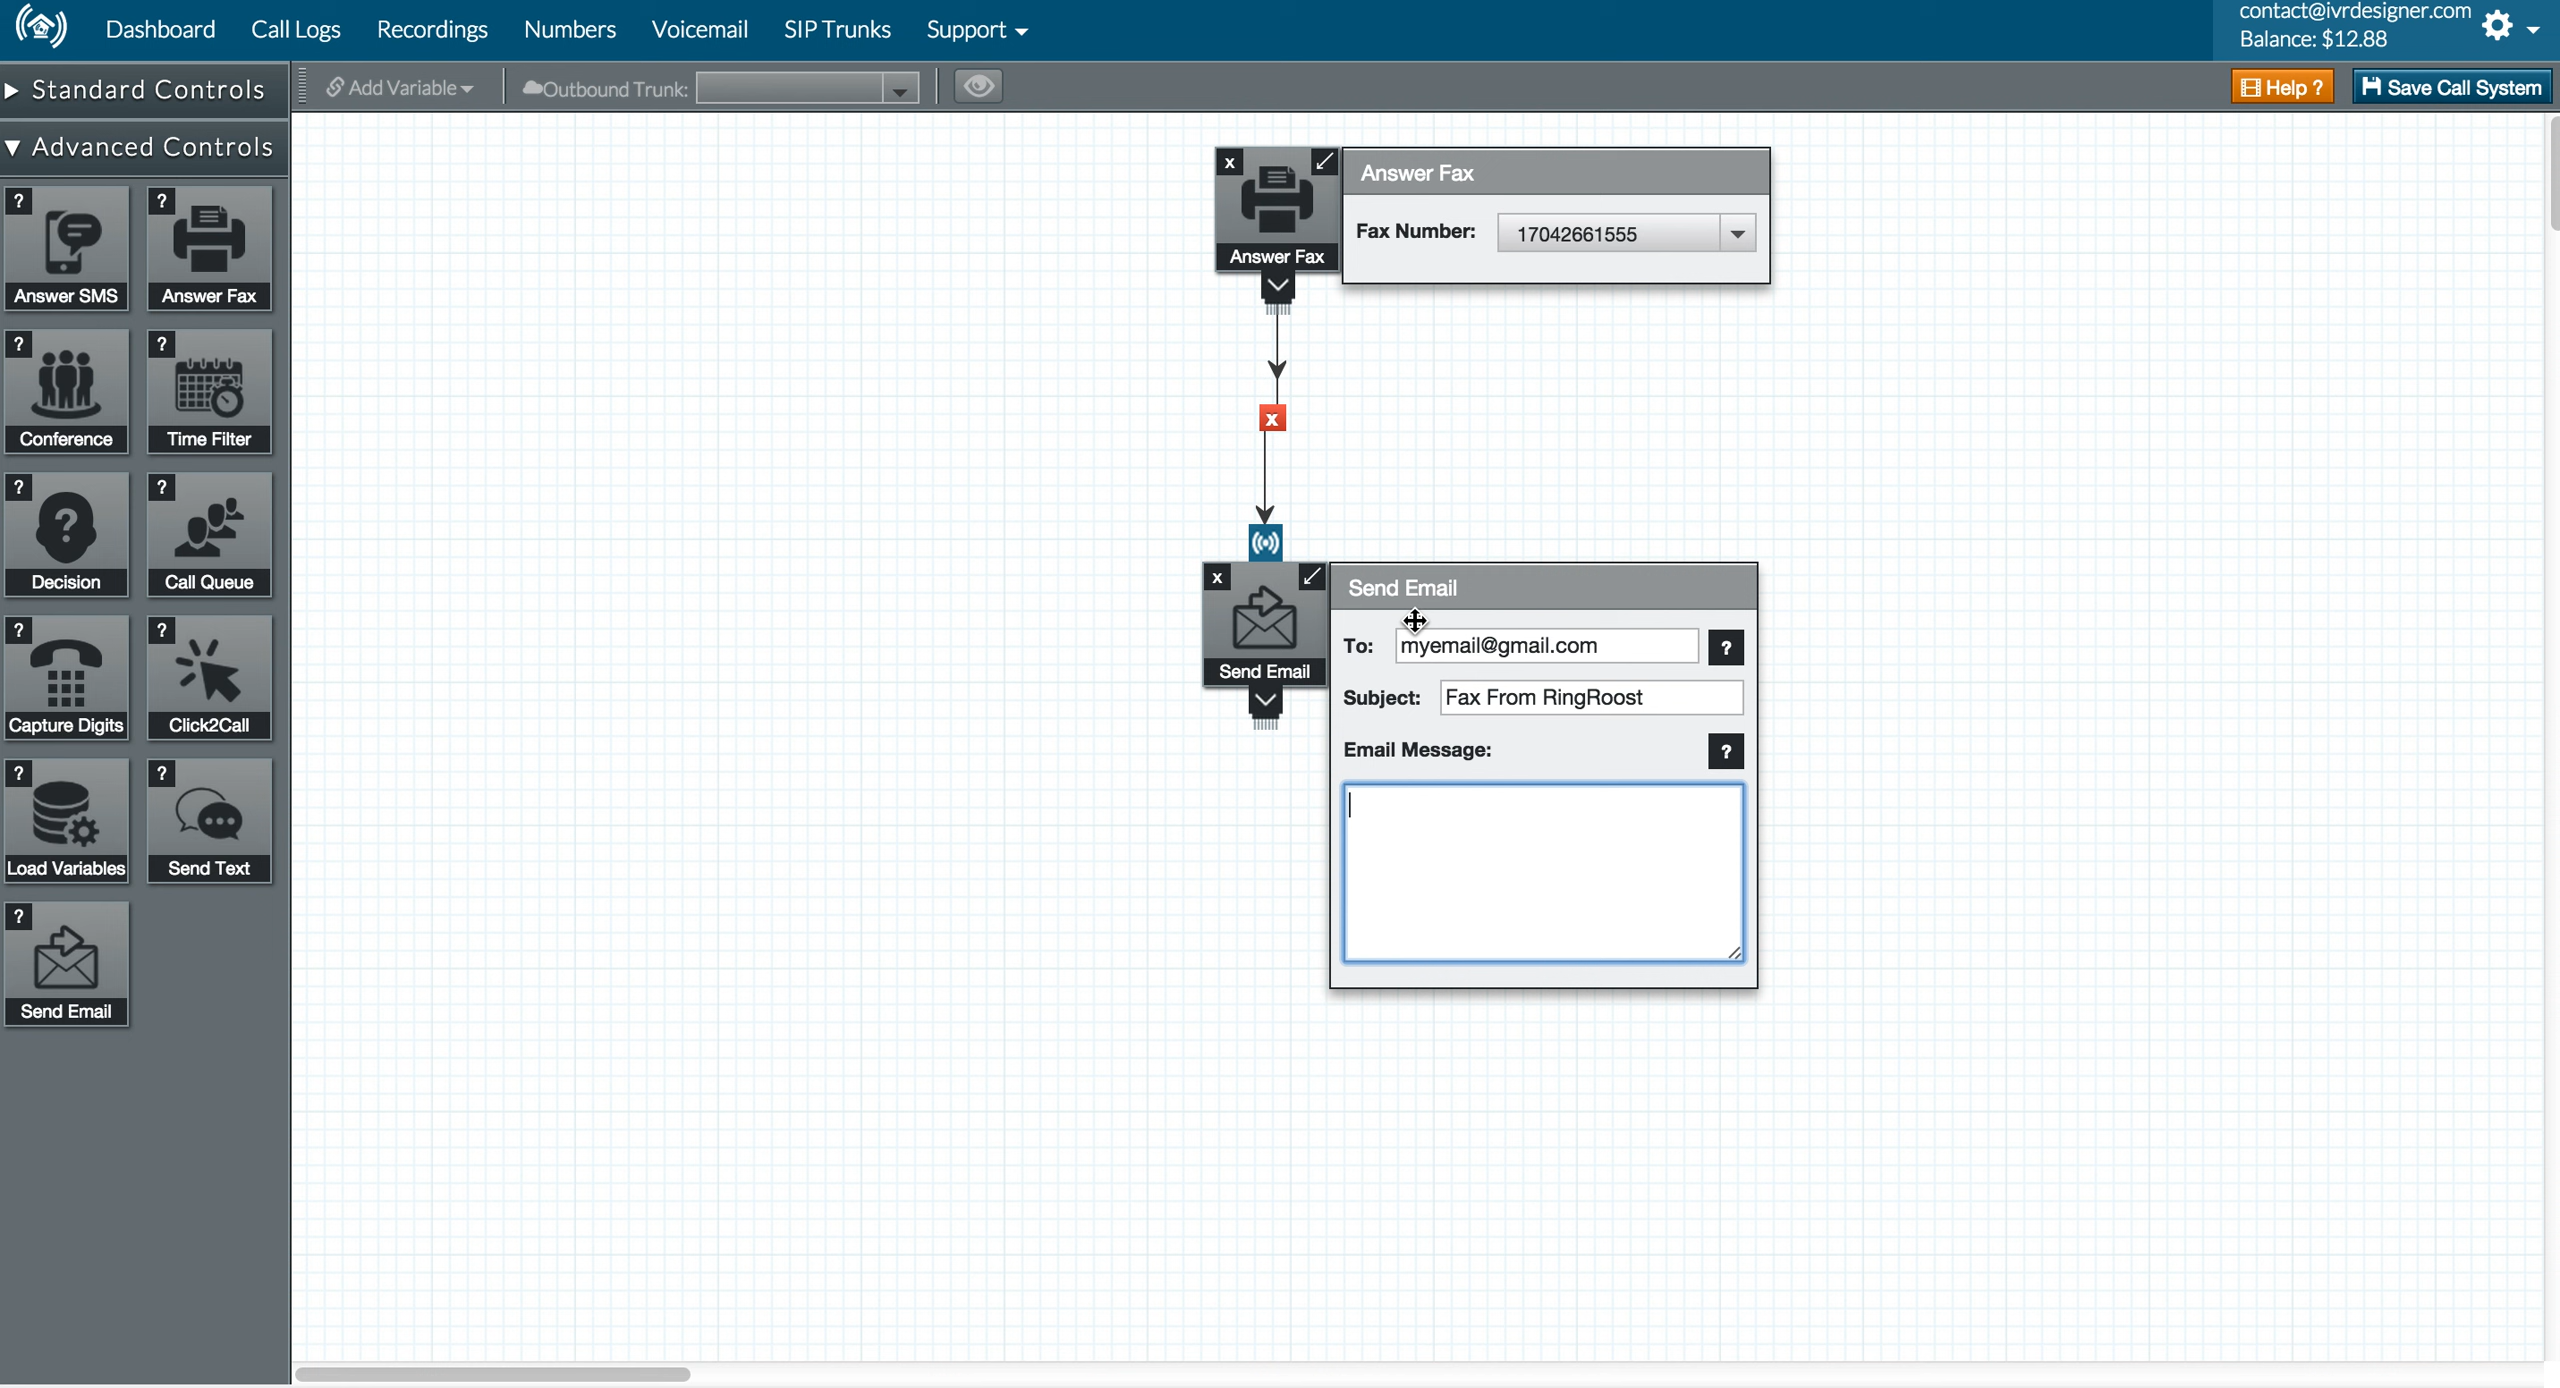 Dashboard Call Logs Recordings Numbers Voicemail SIP Trunks Support
contact@ivrdesigner.com
Balance: $12.88
Standard Controls
Add Variable
Outbound Trunk:
Help ?
Save Call System
Advanced Controls
? ?
Answer SMS Answer Fax
? ?
Conference Time Filter
? ?
?
Decision Call Queue
? ?
Capture Digits Click2Call
? ?
Load Variables Send Text
?
Send Email
x
Answer Fax
Answer Fax
Fax Number: 17042661555
x
x
Send Email
Send Email
To: myemail@gmail.com ?
Subject: Fax From RingRoost
Email Message: ?